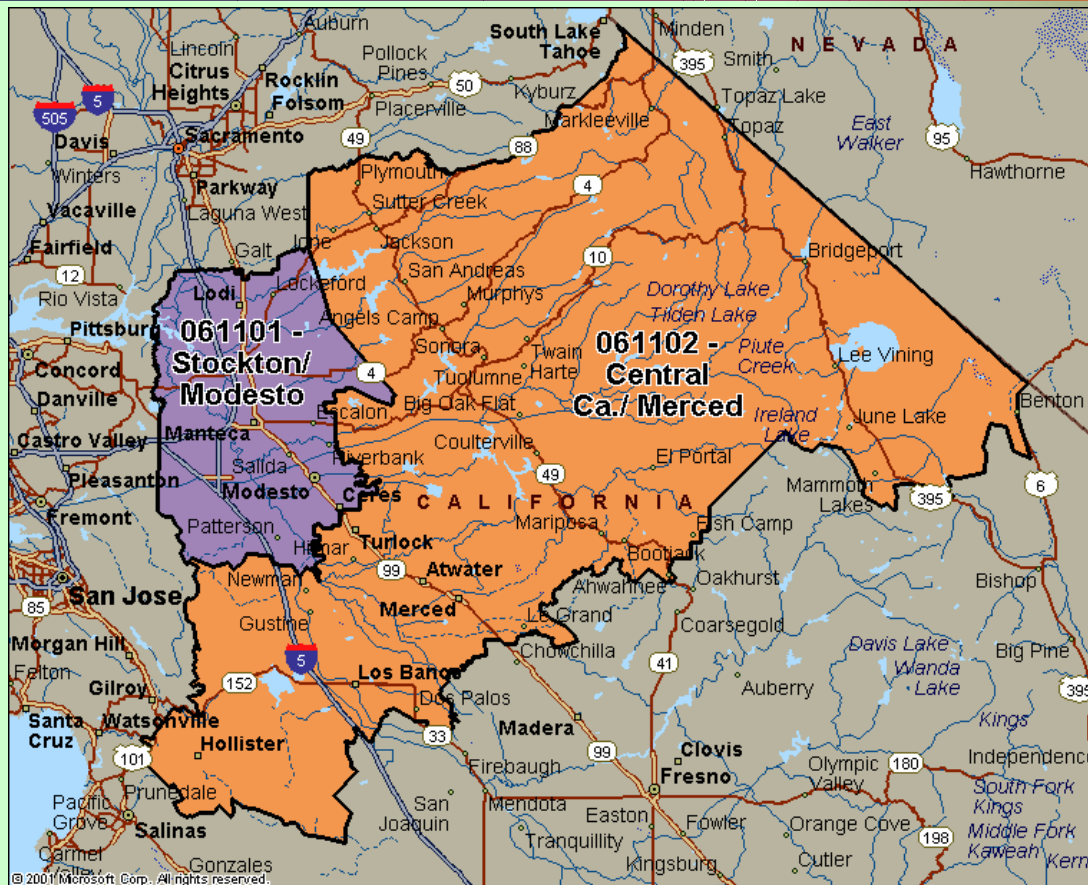 Auburn
Lincoln
Citrus
Heights
Rocklin
Folsom
Pollock
Pines
Placerville
50
Kyburz
South Lake
Tahoe
Minden
395
Smith
NEVADA
505
5
Davis
Sacramento
49
88
Markleeville
Topaz Lake
Topaz
East
Walker
95
Hawthorne
Winters
Parkway
Plymouth
4
Vacaville
Laguna West
Sutter Creek
Fairfield
Galt
Ione
Jackson
10
Bridgeport
12
Rio Vista
Lodi
Lockeford
San Andreas
Murphys
Dorothy Lake
Tilden Lake
Pittsburg
061101 -
Stockton/
Modesto
Angels Camp
Sonora
Twain
Harte
061102 -
Central
Ca./ Merced
Piute
Creek
Lee Vining
Concord
4
Tuolumne
Danville
Escalon
Big Oak Flat
Ireland
Lake
June Lake
Benton
Castro Valley
Manteca
Riverbank
Coulterville
El Portal
Pleasanton
Salida
Modesto
Ceres
49
Mammoth
Lakes
395
6
CALIFORNIA
Fremont
Patterson
Hilmar
Turlock
Mariposa
Fish Camp
Bootjack
99
Atwater
Newman
Ahwahnee
Oakhurst
Bishop
San Jose
85
Merced
Le Grand
Gustine
Coarsegold
Morgan Hill
Chowchilla
Davis Lake
Wanda
Lake
Big Pine
Felton
5
41
Gilroy
152
Los Banos
Auberry
395
Santa
Cruz
Watsonville
Dos Palos
Madera
Kings
101
Hollister
33
99
Clovis
Fresno
Independence
Firebaugh
Olympic
Valley
180
Prunedale
South Fork
Kings
Pacific
Grove
Salinas
San
Joaquin
Mendota
Easton
Fowler
Orange Cove
198
Middle Fork
Kaweah
Tranquility
Carmel
Valley
Gonzales
Kingsburg
Cutler
Kern
© 2001 Microsoft Corp. All rights reserved.